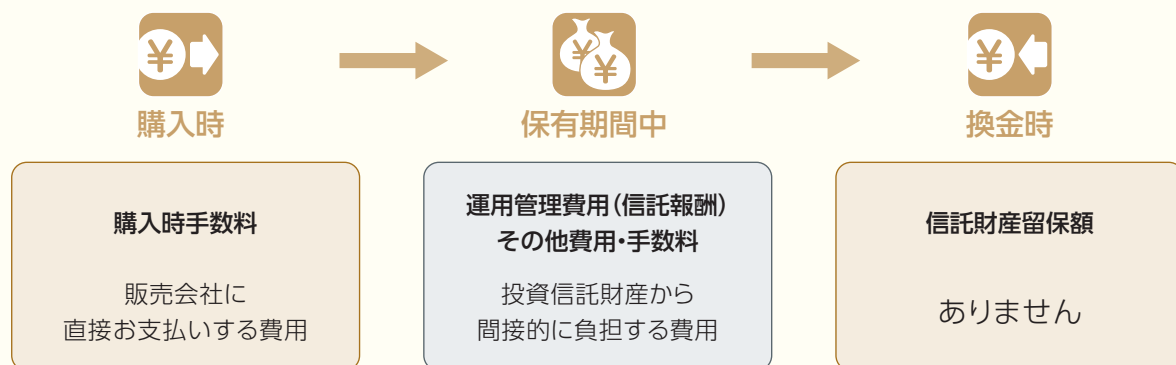 購入時
保有期間中
換金時
購入時手数料
販売会社に
直接お支払いする費用
運用管理費用(信託報酬)
その他費用・手数料
投資信託財産から
間接的に負担する費用
信託財産留保額
ありません